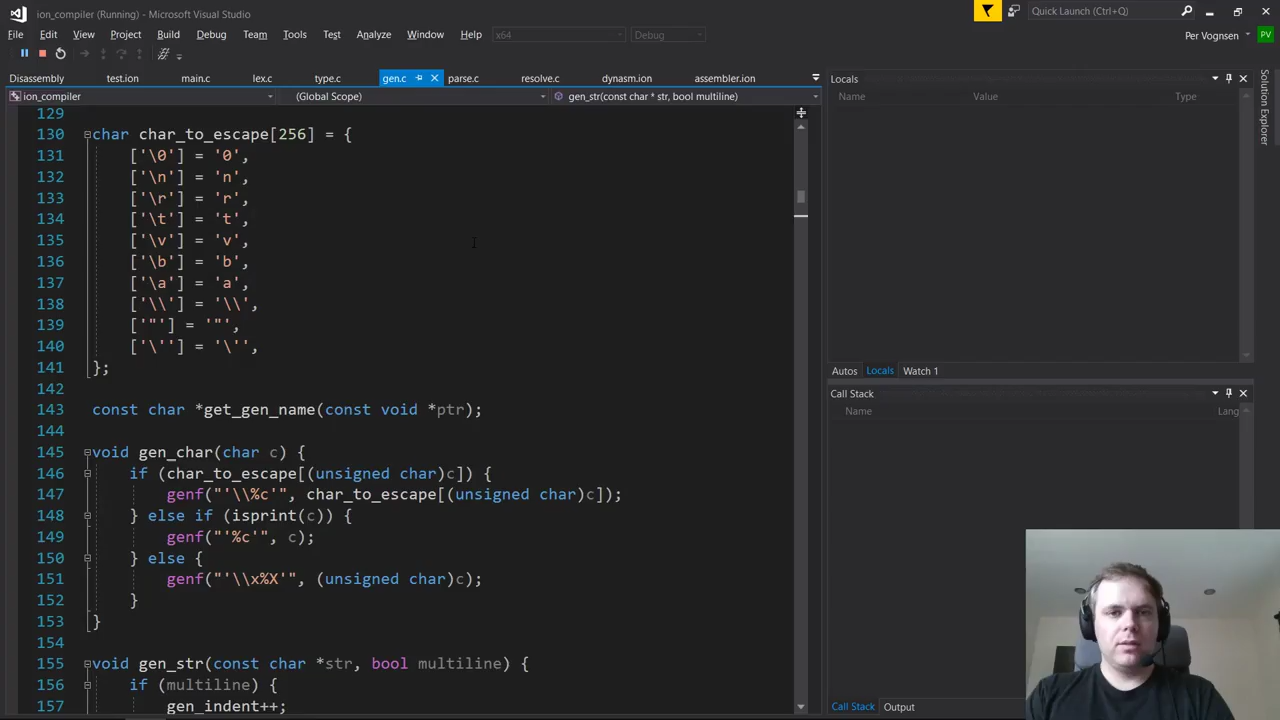 ion_compiler (Running) - Microsoft Visual Studio
Quick Launch (Ctrl+Q)
File Edit View Project Build Debug Team Tools Test Analyze Window Help x64 Debug Per Vognsen PV
Disassembly test.ion main.c lex.c type.c gen.c parse.c resolve.c dynasm.ion assembler.ion
ion_compiler (Global Scope) gen_str(const char * str, bool multiline)
129
130 char char_to_escape[256] = {
131 ['\0'] = '0',
132 ['\n'] = 'n',
133 ['\r'] = 'r',
134 ['\t'] = 't',
135 ['\v'] = 'v',
136 ['\b'] = 'b',
137 ['\a'] = 'a',
138 ['\\'] = '\\',
139 ['"'] = '"',
140 ['\''] = '\'',
141 };
142
143 const char *get_gen_name(const void *ptr);
144
145 void gen_char(char c) {
146 if (char_to_escape[(unsigned char)c]) {
147 genf("'\\%c'", char_to_escape[(unsigned char)c]);
148 } else if (isprint(c)) {
149 genf("'%c'", c);
150 } else {
151 genf("'\\x%X'", (unsigned char)c);
152 }
153 }
154
155 void gen_str(const char *str, bool multiline) {
156 if (multiline) {
157 gen_indent++;
Locals
Name Value Type
Autos Locals Watch 1
Call Stack
Name Lang
Call Stack Output
Solution Explorer